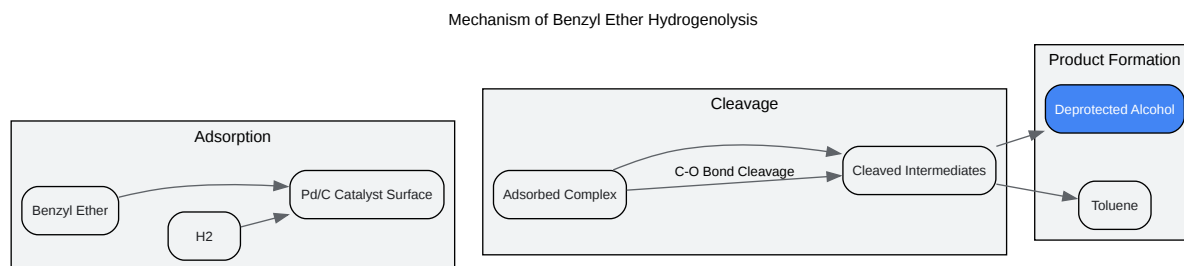 Mechanism of Benzyl Ether Hydrogenolysis
Adsorption
Benzyl Ether
H2
Pd/C Catalyst Surface
Cleavage
Adsorbed Complex
C-O Bond Cleavage
Cleaved Intermediates
Product Formation
Deprotected Alcohol
Toluene